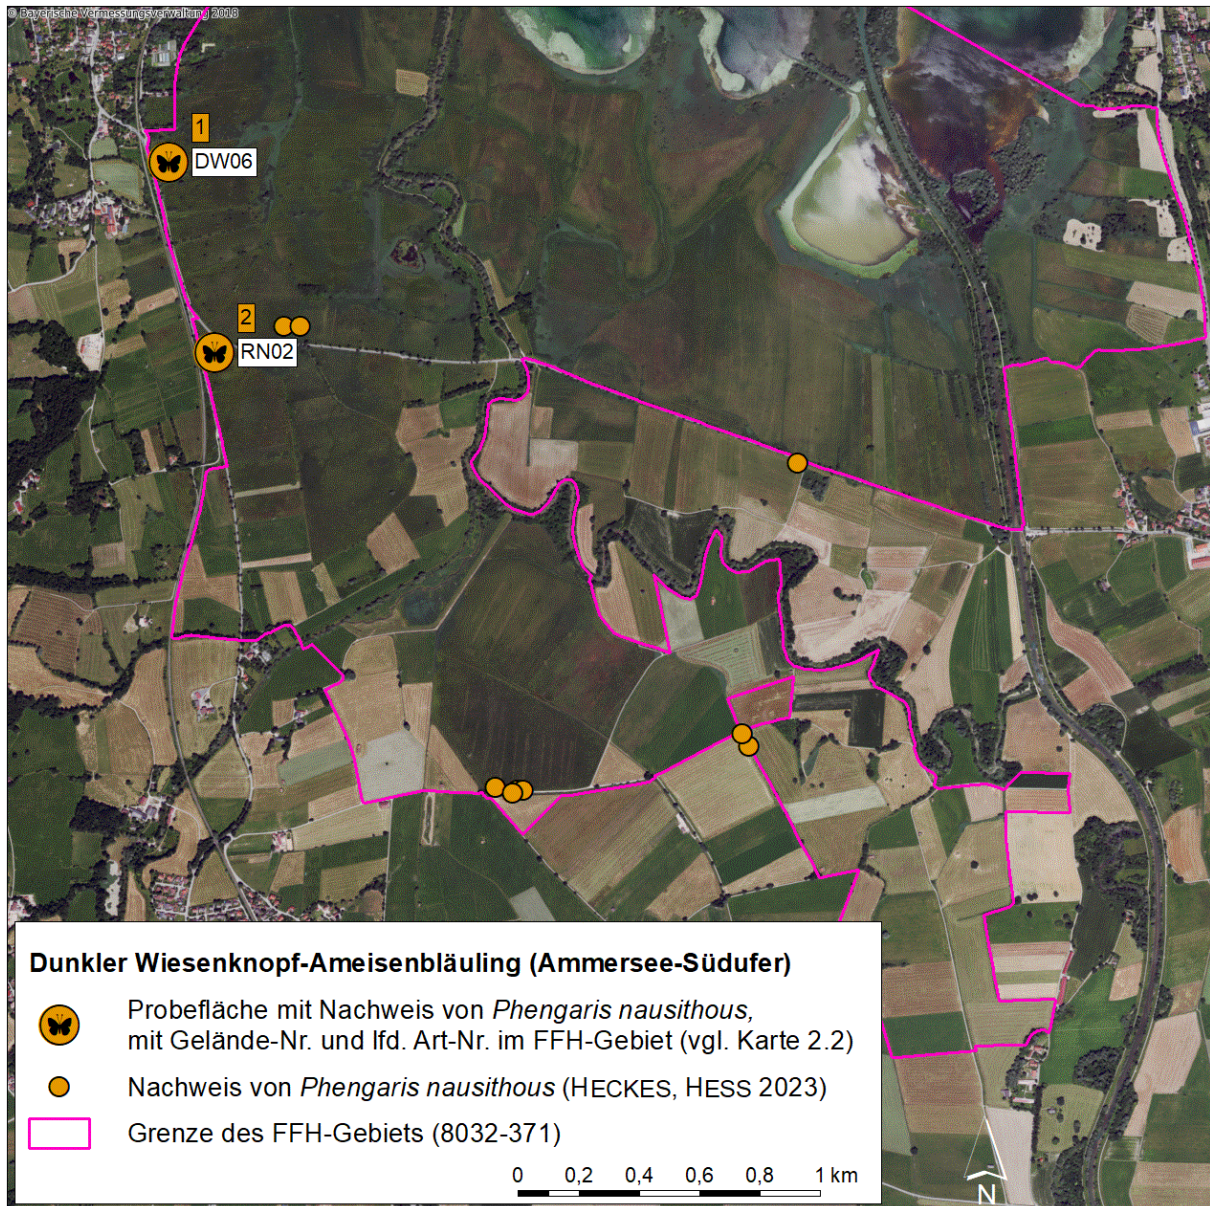 © Bayerische Vermessungsverwaltung 2018
1
DW06
2
RN02
Dunkler Wiesenknopf-Ameisenbläuling (Ammersee-Südufer)
Probefläche mit Nachweis von Phengaris nausithous,
mit Gelände-Nr. und lfd. Art-Nr. im FFH-Gebiet (vgl. Karte 2.2)
Nachweis von Phengaris nausithous (HECKES, HESS 2023)
Grenze des FFH-Gebiets (8032-371)
0 0,2 0,4 0,6 0,8 1 km
N